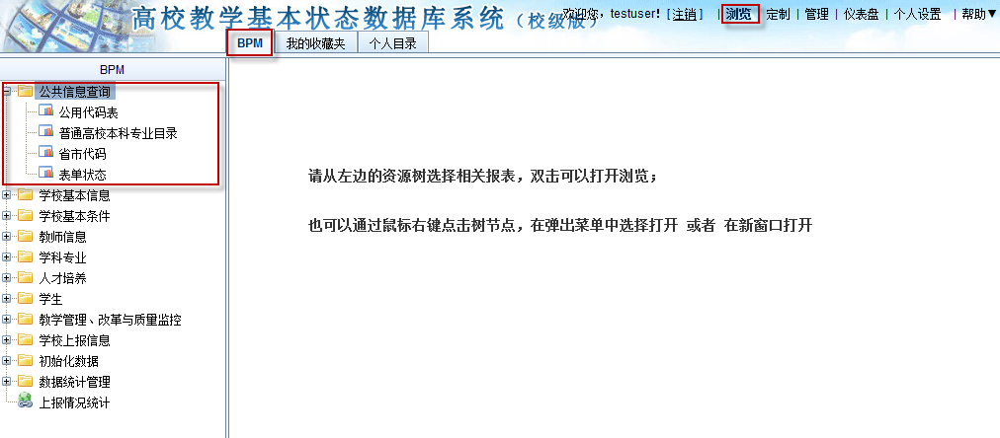 高校教学基本状态数据库系统（校级版）
欢迎您，testuser! [注销] | 浏览 | 定制 | 管理 | 仪表盘 | 个人设置 | 帮助▼
BPM 我的收藏夹 个人目录
BPM
公共信息查询
公用代码表
普通高校本科专业目录
省市代码
表单状态
学校基本信息
学校基本条件
教师信息
学科专业
人才培养
学生
教学管理、改革与质量监控
学校上报信息
初始化数据
数据统计管理
上报情况统计
请从左边的资源树选择相关报表，双击可以打开浏览；
也可以通过鼠标右键点击树节点，在弹出菜单中选择打开 或者 在新窗口打开